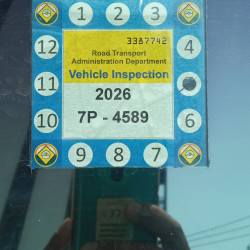 1 2 3
3387742
12 4
Road Transport
Administration Department
Vehicle Inspection
11
2026
10 6
7P - 4589
9 8 7